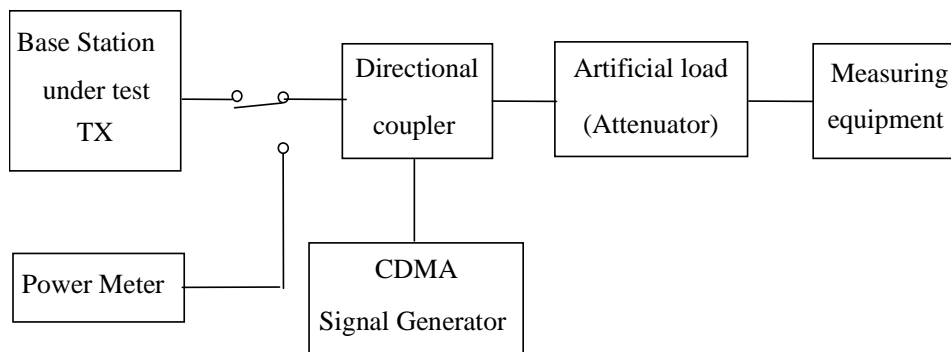 Base Station
under test
TX
Directional
coupler
Artificial load
(Attenuator)
Measuring
equipment
Power Meter
CDMA
Signal Generator